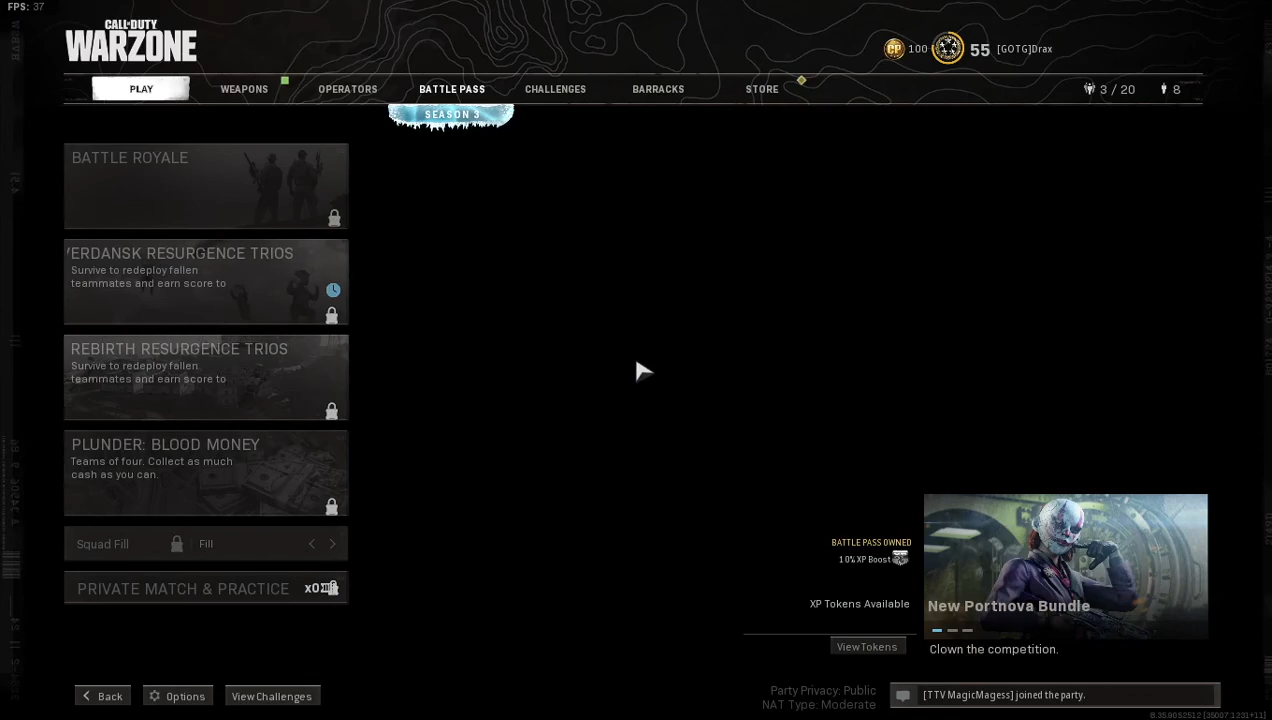 FPS: 37
CALL OF DUTY
WARZONE
CP 100 55 [GOTG]Drax
PLAY WEAPONS OPERATORS BATTLE PASS CHALLENGES BARRACKS STORE 3 / 20 8
SEASON 3
BATTLE ROYALE
VERDANSK RESURGENCE TRIOS
Survive to redeploy fallen
teammates and earn score to
REBIRTH RESURGENCE TRIOS
Survive to redeploy fallen
teammates and earn score to
PLUNDER: BLOOD MONEY
Teams of four. Collect as much
cash as you can.
Squad Fill Fill
PRIVATE MATCH & PRACTICE
BATTLE PASS OWNED
10% XP Boost
XP Tokens Available
View Tokens
New Portnova Bundle
Clown the competition.
Back Options View Challenges
Party Privacy: Public
NAT Type: Moderate
[TTV MagicMagess] joined the party.